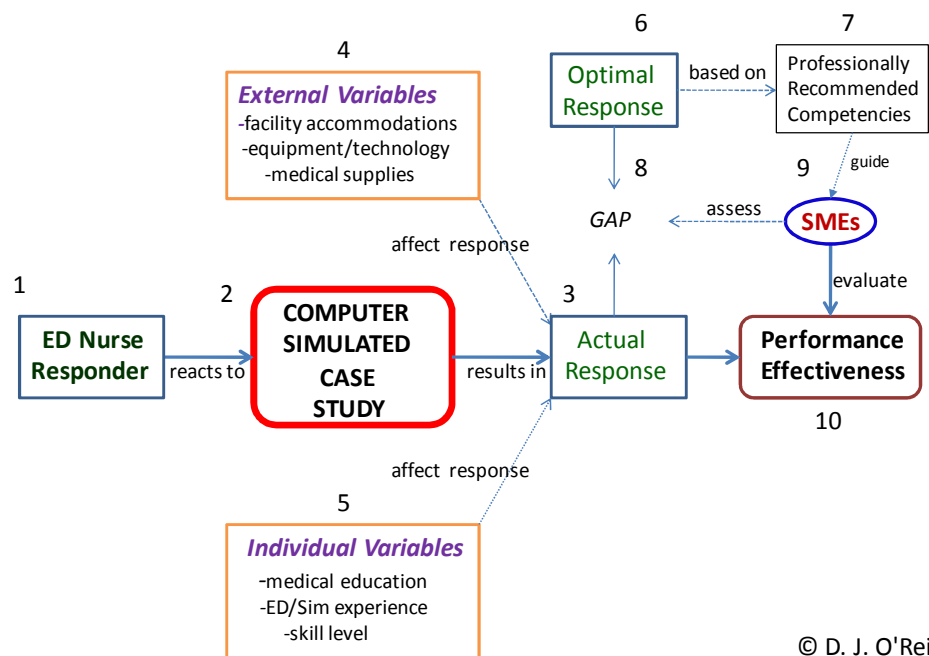 4
External Variables
-facility accommodations
-equipment/technology
-medical supplies
6
Optimal
Response
based on
7
Professionally
Recommended
Competencies
8
GAP
assess
9
guide
SMEs
affect response
evaluate
1
ED Nurse
Responder
reacts to
2
COMPUTER
SIMULATED
CASE
STUDY
results in
3
Actual
Response
Performance
Effectiveness
10
affect response
5
Individual Variables
-medical education
-ED/Sim experience
-skill level
© D. J. O'Rei